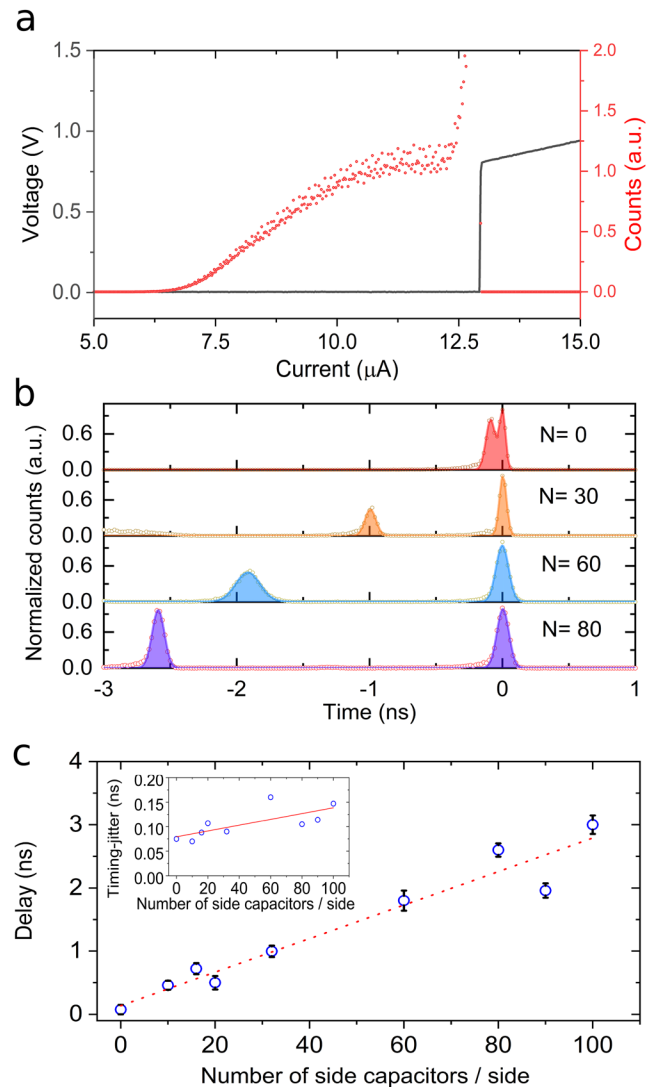 a
1.5
1.0
0.5
0.0
Voltage (V)
2.0
1.5
1.0
0.5
0.0
Counts (a.u.)
5.0 7.5 10.0 12.5 15.0
Current (μA)
b
Normalized counts (a.u.)
0.6
0.0
N= 0
0.6
0.0
N= 30
0.6
0.0
N= 60
0.6
0.0
N= 80
-3 -2 -1 0 1
Time (ns)
c
4
3
2
1
0
Delay (ns)
0.20
0.15
0.10
0.05
0.00
Timing-jitter (ns)
0 20 40 60 80 100
Number of side capacitors / side
0 20 40 60 80 100
Number of side capacitors / side